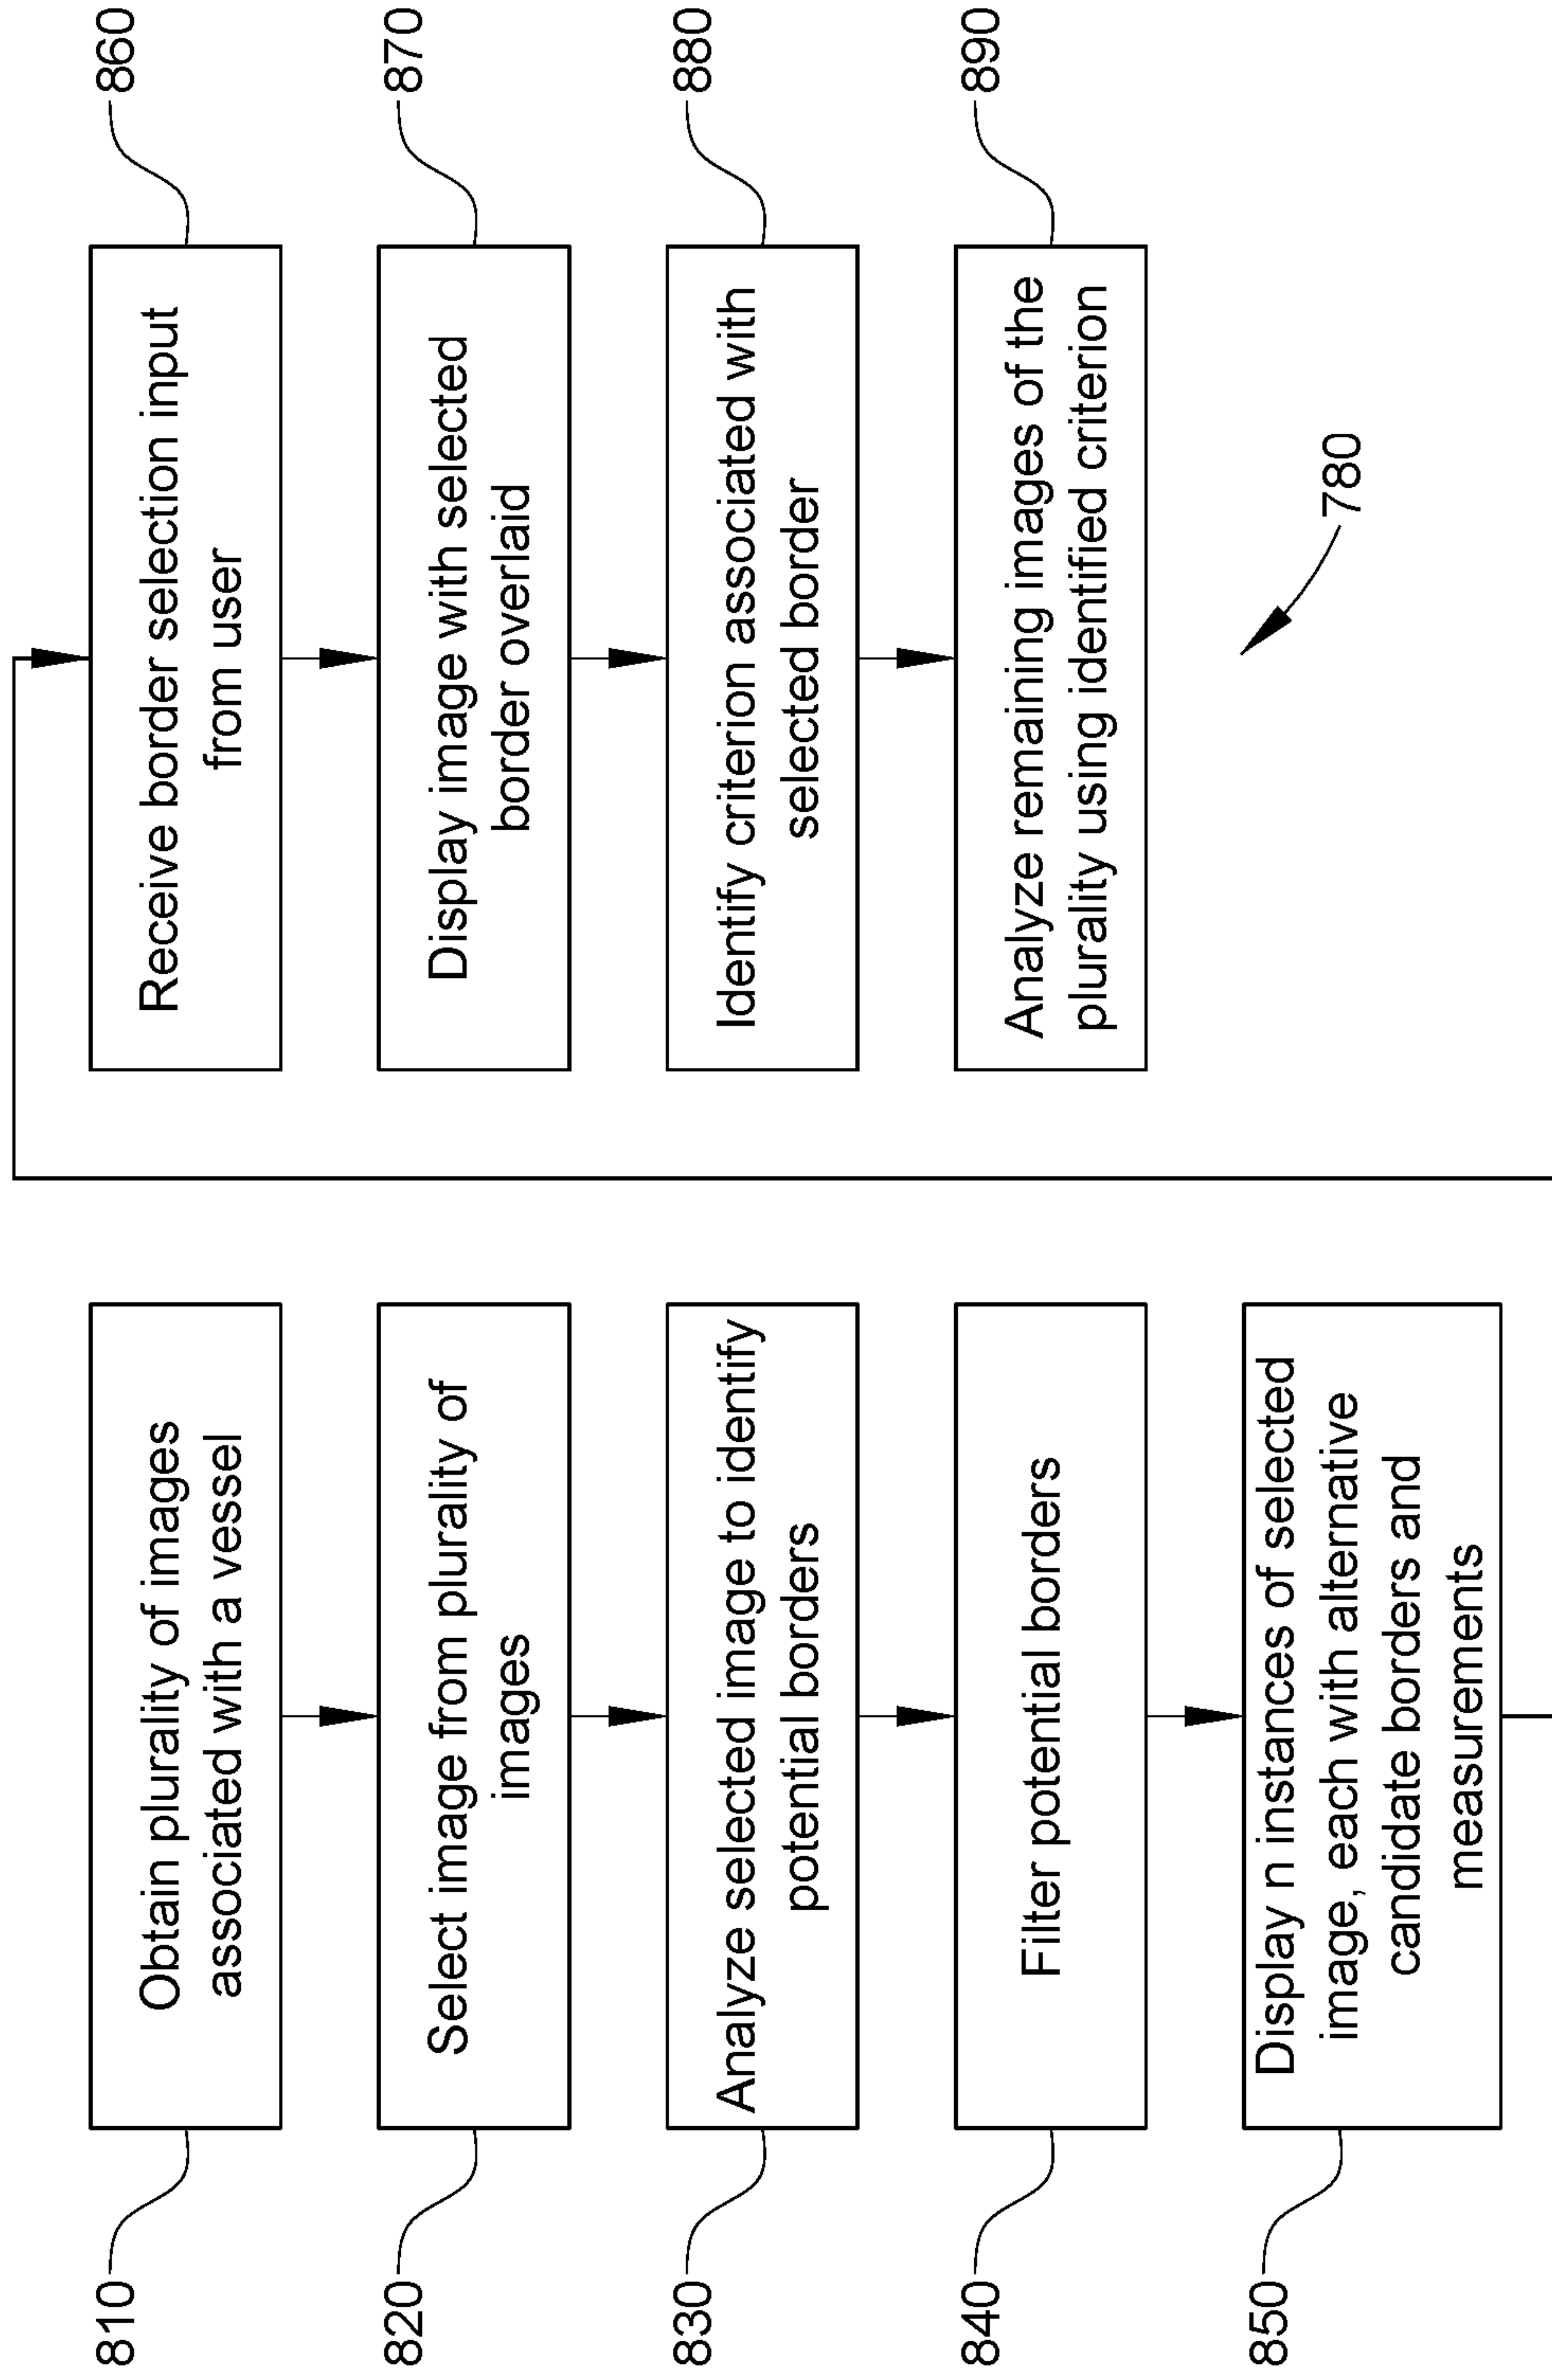 810
Obtain plurality of images
associated with a vessel
820
Select image from plurality of
images
830
Analyze selected image to identify
potential borders
840
Filter potential borders
850
Display n instances of selected
image, each with alternative
candidate borders and
measurements
860
Receive border selection input
from user
870
Display image with selected
border overlaid
880
Identify criterion associated with
selected border
890
Analyze remaining images of the
plurality using identified criterion
780